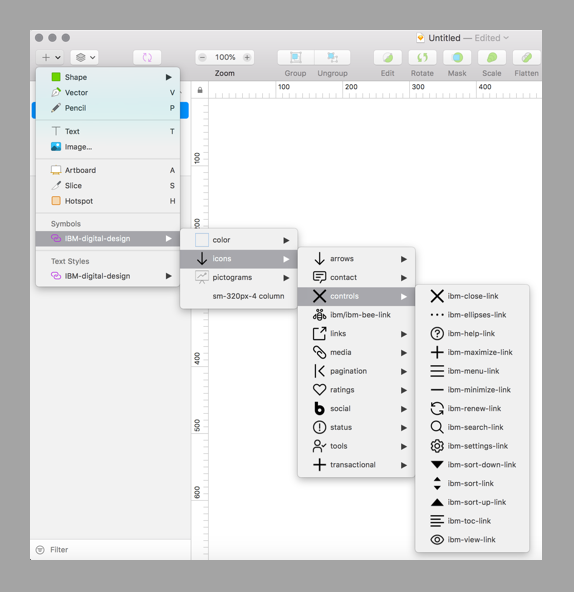 Untitled — Edited
100%
Zoom
Group
Ungroup
Edit
Rotate
Mask
Scale
Flatten
100
200
300
400
Shape
Vector V
Pencil P
Text T
Image...
Artboard A
Slice S
Hotspot H
Symbols
IBM-digital-design
Text Styles
IBM-digital-design
color
icons
pictograms
sm-320px-4 column
arrows
contact
controls
ibm/ibm-bee-link
links
media
pagination
ratings
social
status
tools
transactional
ibm-close-link
ibm-ellipses-link
ibm-help-link
ibm-maximize-link
ibm-menu-link
ibm-minimize-link
ibm-renew-link
ibm-search-link
ibm-settings-link
ibm-sort-down-link
ibm-sort-link
ibm-sort-up-link
ibm-toc-link
ibm-view-link
100
200
400
500
600
Filter